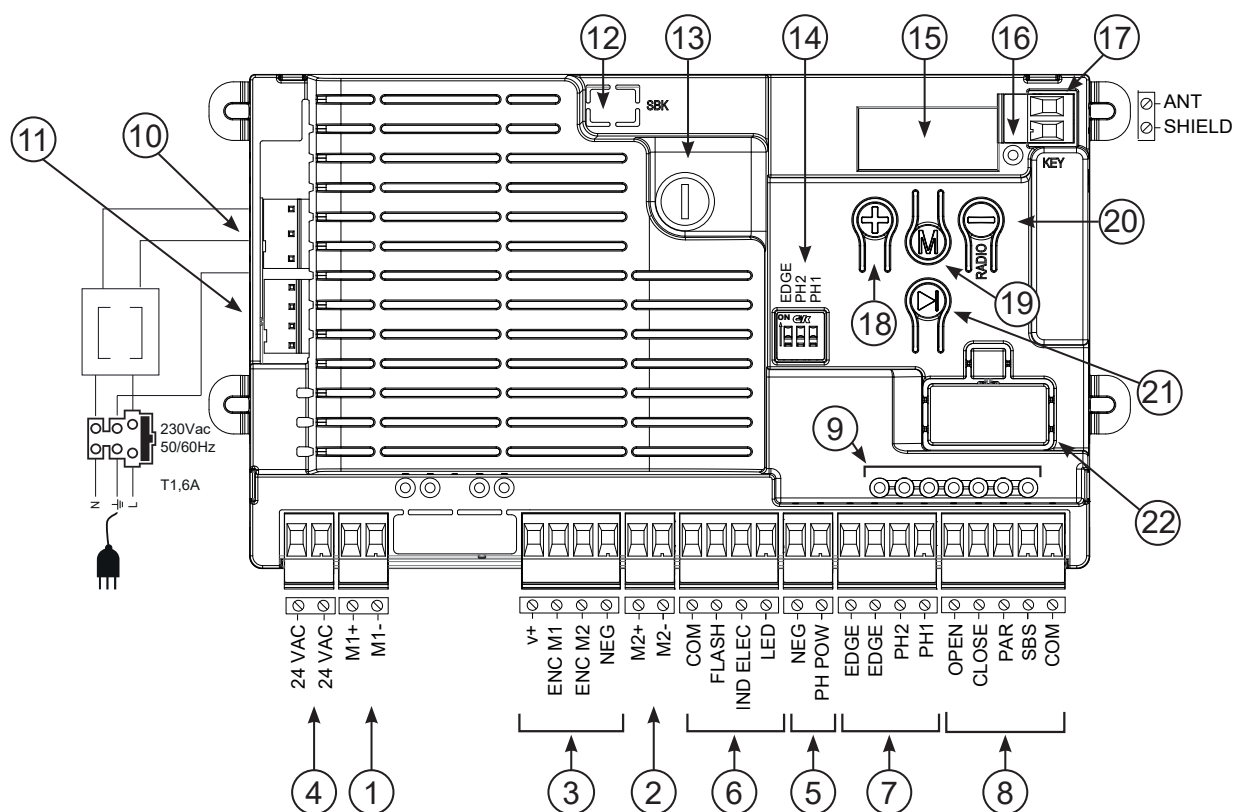 12 13 14 15 16 17
SBK
ANT
SHIELD
KEY
10
11
20
RADIO
M
EDGE
PH2
PH1
18 19
ON
21
230Vac
50/60Hz
9
T1,6A
N L
22
24 VAC
24 VAC
M1+
M1-
v+
ENC M1
ENC M2
NEG
M2+
M2-
COM
FLASH
IND ELEC
LED
NEG
PH POW
EDGE
EDGE
PH2
PH1
OPEN
CLOSE
PAR
SBS
COM
4 1 3 2 6 5 7 8